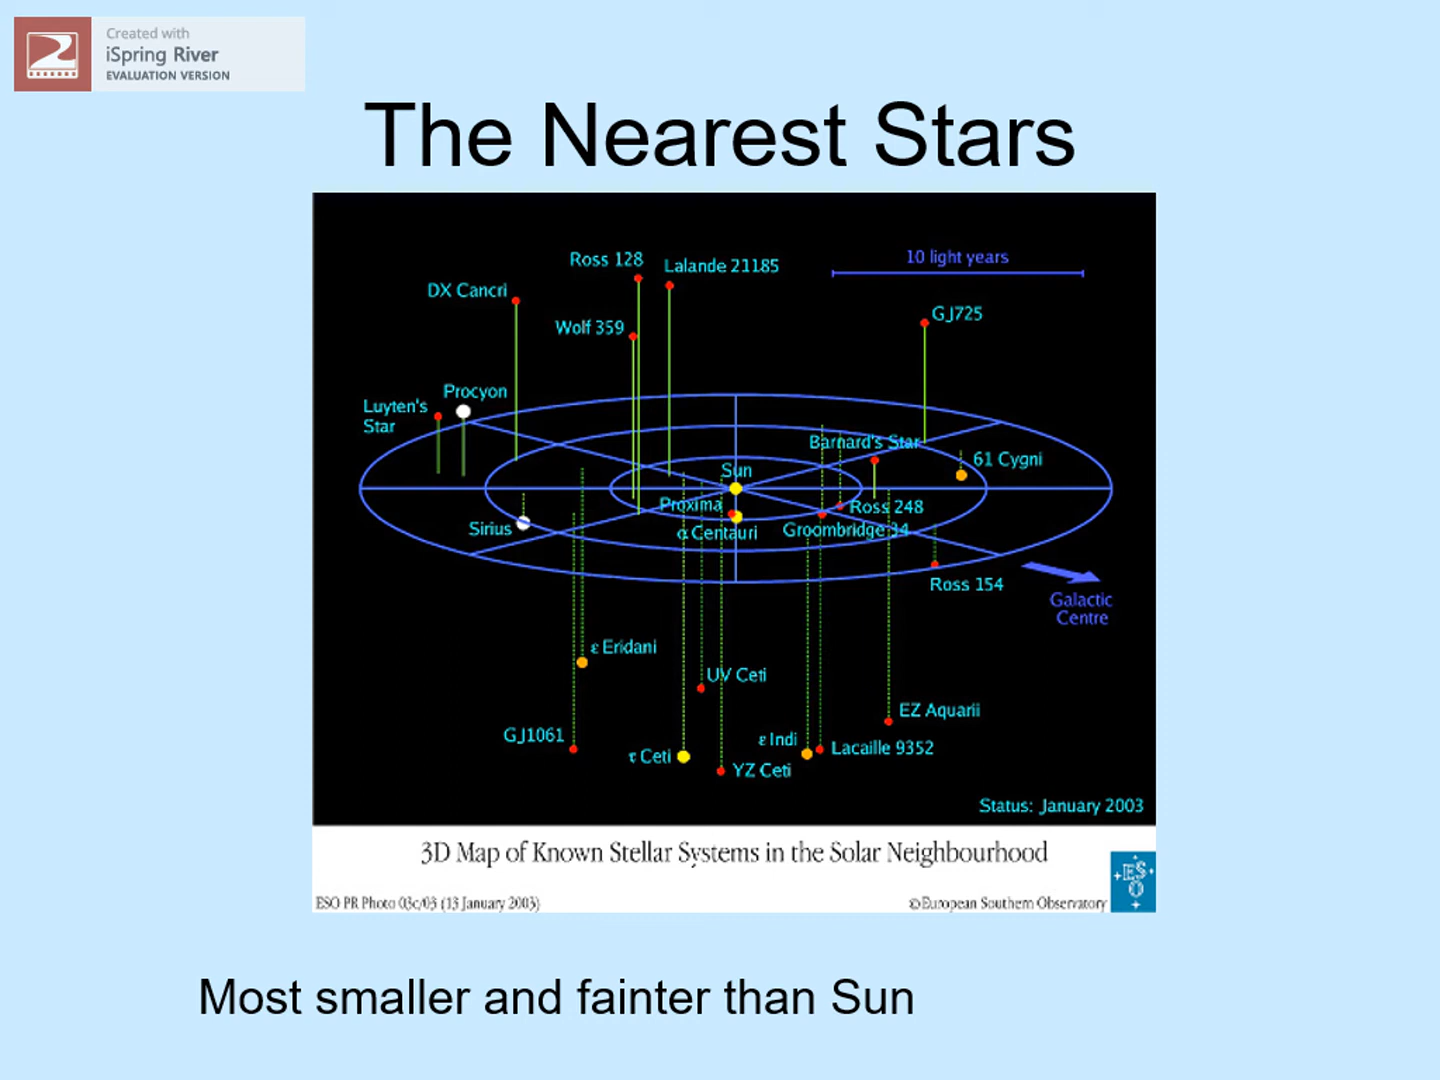 Created with
iSpring River
EVALUATION VERSION
The Nearest Stars
Ross 128
Lalande 21185
10 light years
DX Cancri
Wolf 359
GJ725
Procyon
Luyten's
Star
Barnard's Star
61 Cygni
Sun
Proxima
Ross 248
Sirius
α Centauri
Groombridge 34
Ross 154
Galactic
Centre
ε Eridani
UV Ceti
EZ Aquarii
GJ1061
τ Ceti
ε Indi
Lacaille 9352
YZ Ceti
Status: January 2003
3D Map of Known Stellar Systems in the Solar Neighbourhood
ESO PR Photo 03c/03 (13 January 2003)
©European Southern Observatory
ESO
Most smaller and fainter than Sun